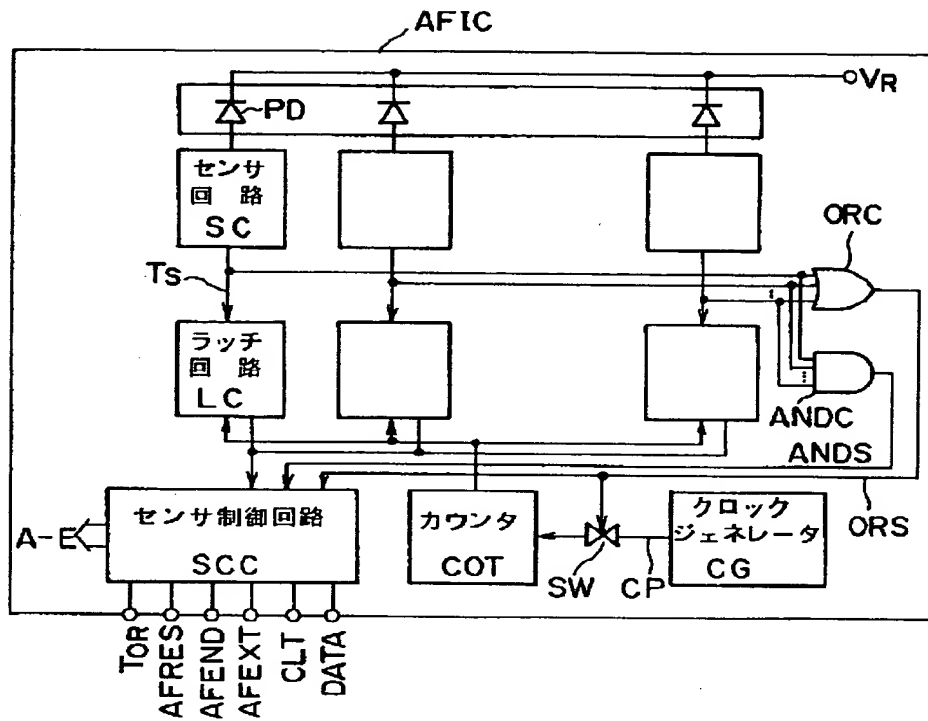 AFIC
VR
PD
センサ
回路
SC
ORC
TS
ラッチ
回路
LC
ANDC
ANDS
センサ制御回路
SCC
カウンタ
COT
クロック
ジェネレータ
CG
ORS
A-E
SW
CP
TOR
AFRES
AFEND
AFEXT
CLT
DATA